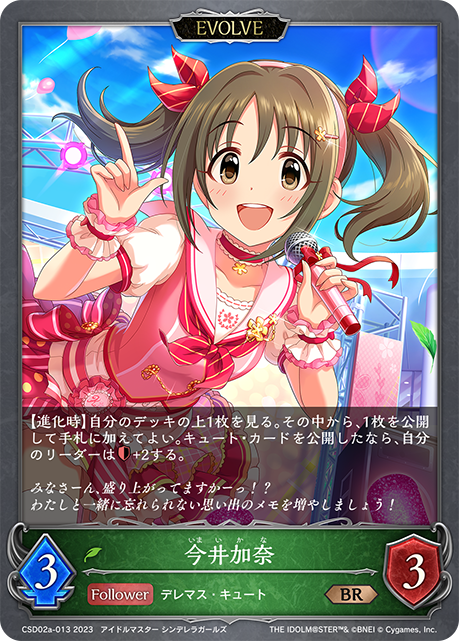 EVOLVE
【進化時】自分のデッキの上1枚を見る。その中から、1枚を公開
して手札に加えてよい。キュート・カードを公開したなら、自分
のリーダーは+2する。
みなさーん、盛り上がってますかーっ！？
わたしと一緒に忘れられない思い出のメモを増やしましょう！
いまいかな
今井加奈
3
Follower
デレマス・キュート
BR
3
CSD02a-013 2023 アイドルマスター シンデレラガールズ
THE IDOLM@STER™& ©BNEI © Cygames, Inc.